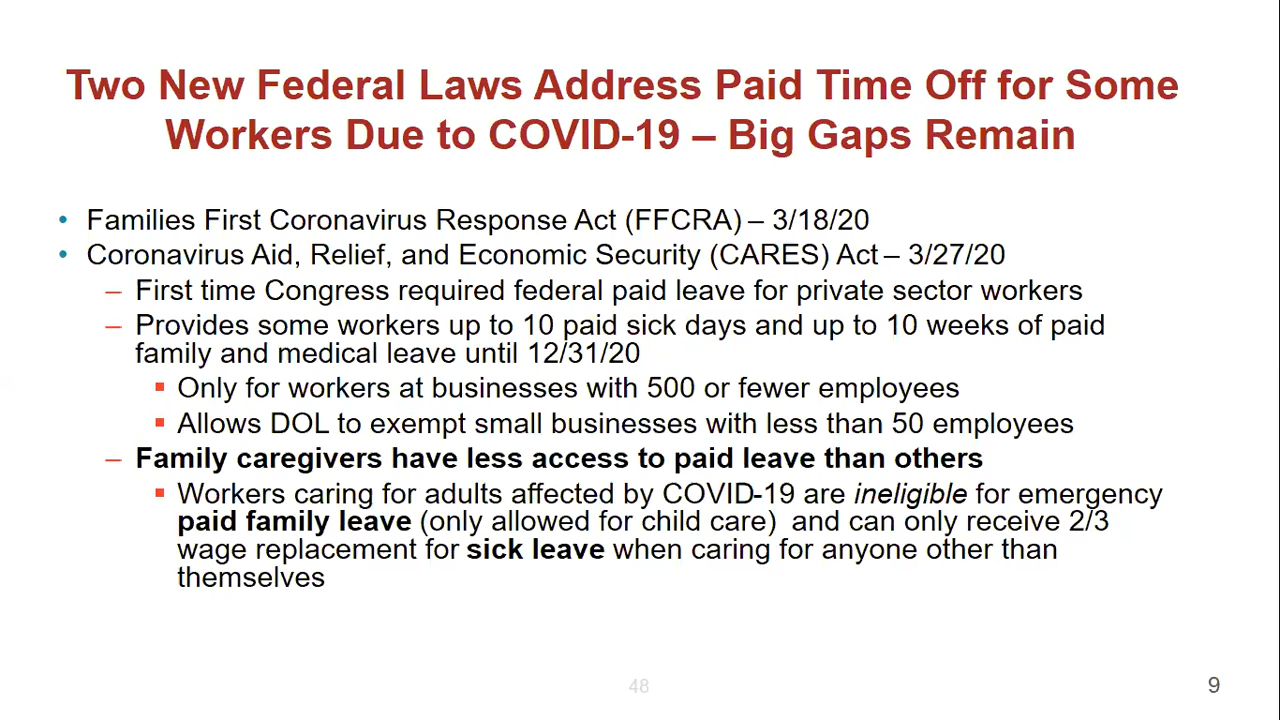 Two New Federal Laws Address Paid Time Off for Some
Workers Due to COVID-19 – Big Gaps Remain
• Families First Coronavirus Response Act (FFCRA) – 3/18/20
• Coronavirus Aid, Relief, and Economic Security (CARES) Act – 3/27/20
– First time Congress required federal paid leave for private sector workers
– Provides some workers up to 10 paid sick days and up to 10 weeks of paid
family and medical leave until 12/31/20
▪ Only for workers at businesses with 500 or fewer employees
▪ Allows DOL to exempt small businesses with less than 50 employees
– Family caregivers have less access to paid leave than others
▪ Workers caring for adults affected by COVID-19 are ineligible for emergency
paid family leave (only allowed for child care)  and can only receive 2/3
wage replacement for sick leave when caring for anyone other than
themselves
48
9